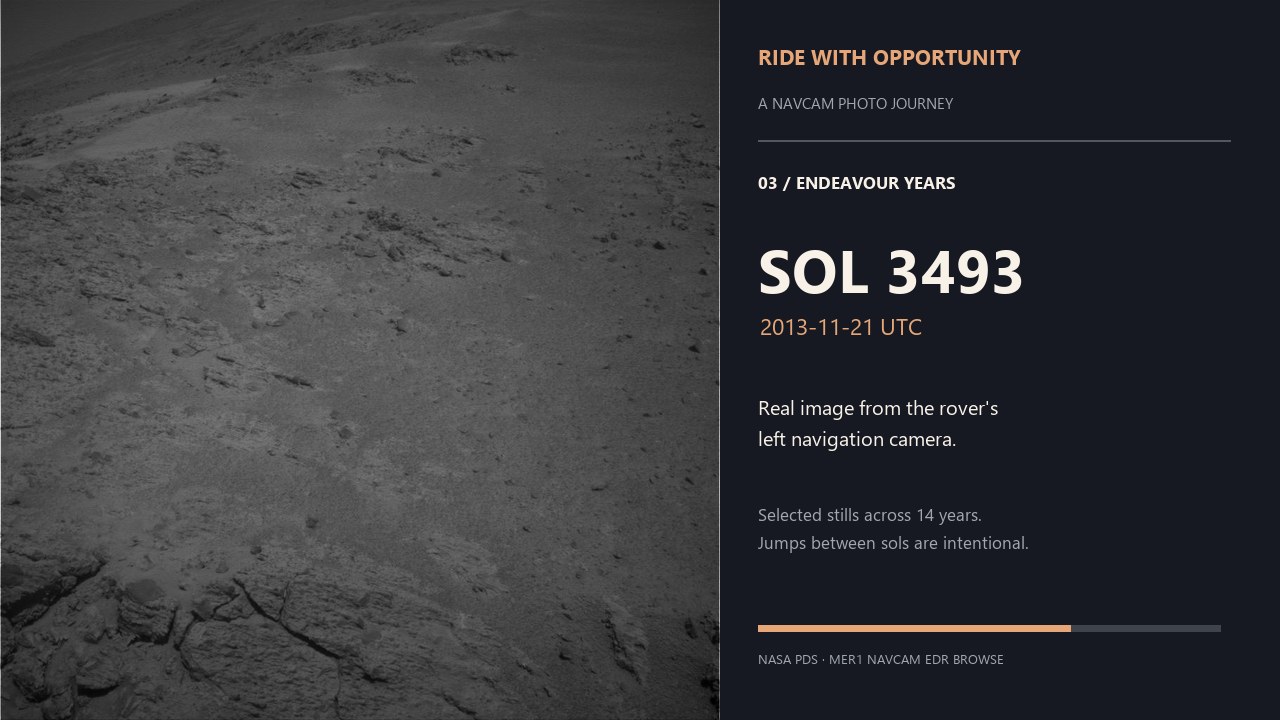 RIDE WITH OPPORTUNITY
A NAVCAM PHOTO JOURNEY
03 / ENDEAVOUR YEARS
SOL 3493
2013-11-21 UTC
Real image from the rover's
left navigation camera.
Selected stills across 14 years.
Jumps between sols are intentional.
NASA PDS · MER1 NAVCAM EDR BROWSE